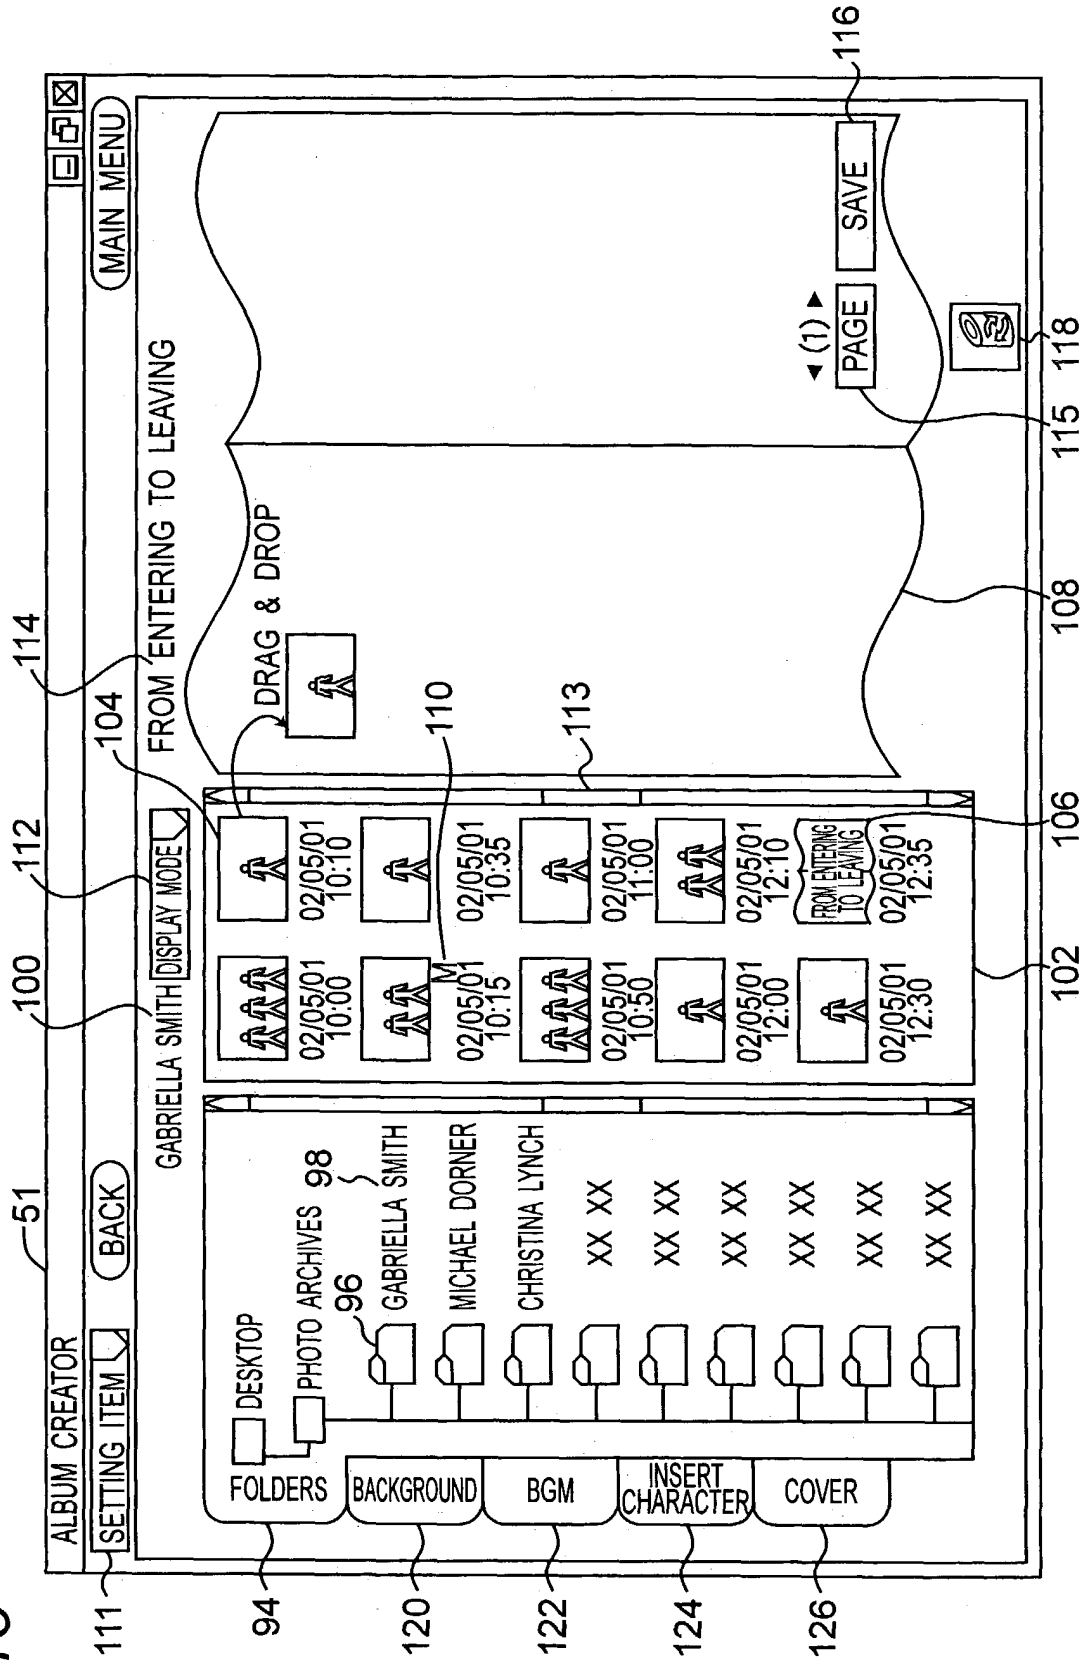 51
100
112
104
114
ALBUM CREATOR
111
SETTING ITEM
BACK
MAIN MENU
GABRIELLA SMITH
DISPLAY MODE
FROM ENTERING TO LEAVING
94
FOLDERS
120
BACKGROUND
122
BGM
124
INSERT
CHARACTER
126
COVER
DESKTOP
PHOTO ARCHIVES
96
98
GABRIELLA SMITH
MICHAEL DORNER
CHRISTINA LYNCH
XX XX
XX XX
XX XX
XX XX
XX XX
XX XX
02/05/01
10:00
02/05/01
10:10
M
110
02/05/01
10:15
02/05/01
10:35
02/05/01
10:50
02/05/01
11:00
02/05/01
12:00
02/05/01
12:10
FROM ENTERING
TO LEAVING
02/05/01
12:30
02/05/01
12:35
102
106
113
DRAG & DROP
108
◀ (1) ▶
PAGE
SAVE
115
116
118